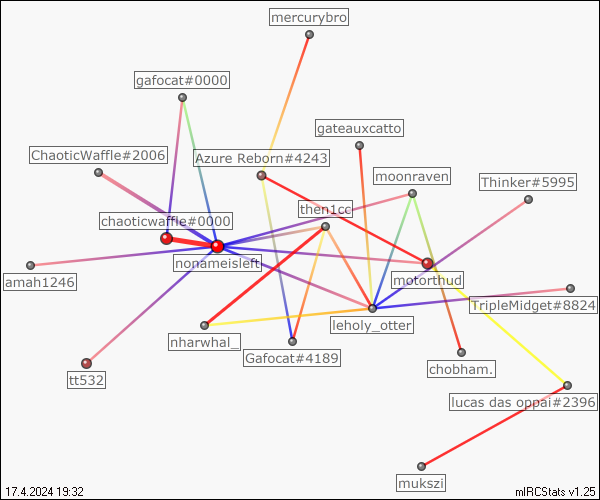 mercurybro
gafocat#0000
gateauxcatto
ChaoticWaffle#2006
Azure Reborn#4243
moonraven
Thinker#5995
then1cc
chaoticwaffle#0000
nonameisleft
amah1246
motorthud
TripleMidget#8824
leholy_otter
nharwhal_
Gafocat#4189
chobham.
tt532
lucas das oppai#2396
mukszi
17.4.2024 19:32
mIRCStats v1.25